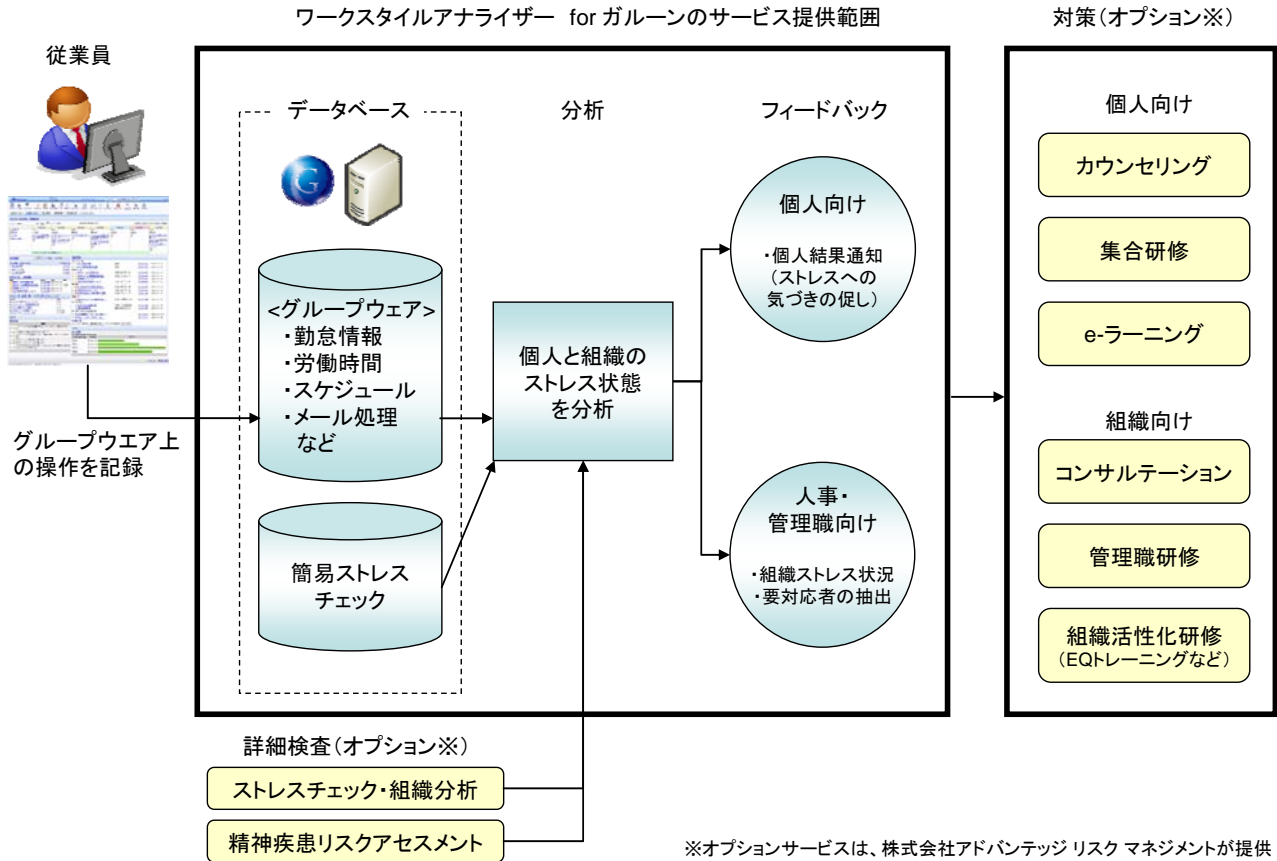 ワークスタイルアナライザー for ガルーンのサービス提供範囲
対策(オプション※)
従業員
データベース
分析
フィードバック
G
<グループウェア>
・勤怠情報
・労働時間
・スケジュール
・メール処理
など
簡易ストレス
チェック
グループウエア上
の操作を記録
個人と組織の
ストレス状態
を分析
個人向け
・個人結果通知
(ストレスへの
気づきの促し)
人事・
管理職向け
・組織ストレス状況
・要対応者の抽出
個人向け
カウンセリング
集合研修
e-ラーニング
組織向け
コンサルテーション
管理職研修
組織活性化研修
(EQトレーニングなど)
詳細検査(オプション※)
ストレスチェック・組織分析
精神疾患リスクアセスメント
※オプションサービスは、株式会社アドバンテッジ リスク マネジメントが提供